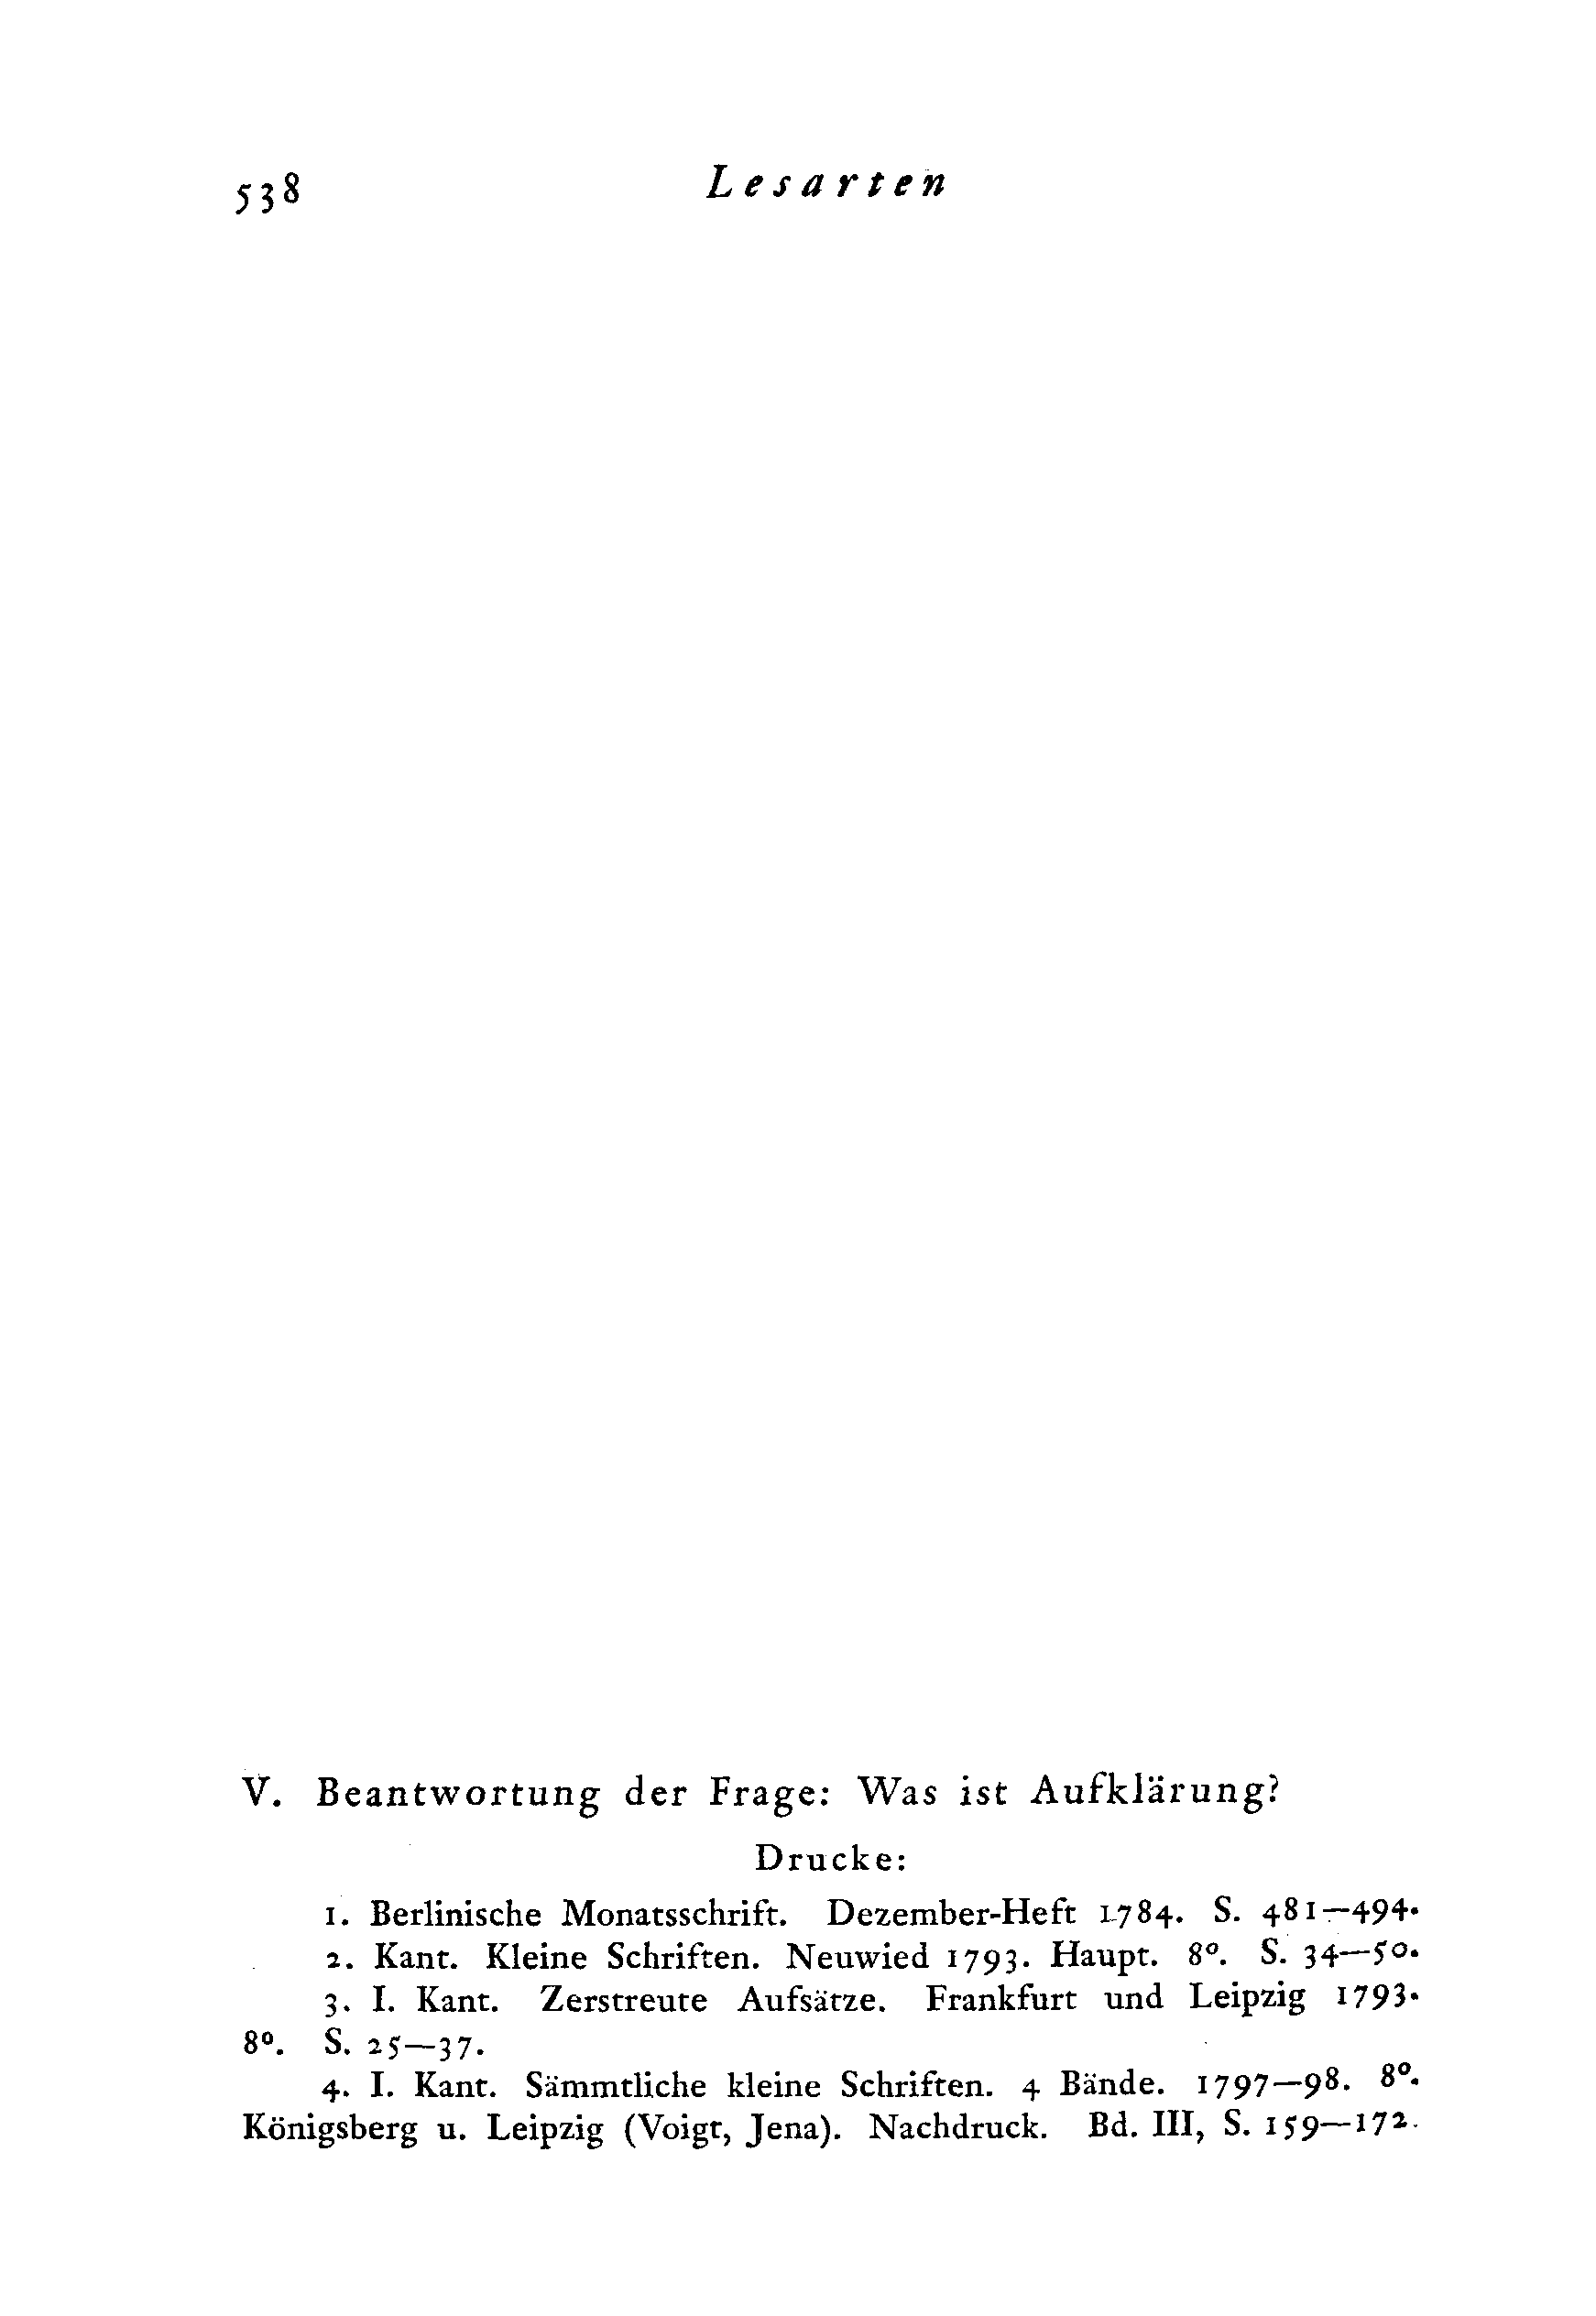 538
Lesarten
V. Beantwortung der Frage: Was ist Aufklärung?
Drucke:
1. Berlinische Monatsschrift. Dezember-Heft 1784. S. 481—494.
2. Kant. Kleine Schriften. Neuwied 1793. Haupt. 8°. S. 34—50.
3. I. Kant. Zerstreute Aufsätze. Frankfurt und Leipzig 1793.
8°. S. 25—37.
4. I. Kant. Sämmtliche kleine Schriften. 4 Bände. 1797—98. 8°.
Königsberg u. Leipzig (Voigt, Jena). Nachdruck. Bd. III, S. 159—172.